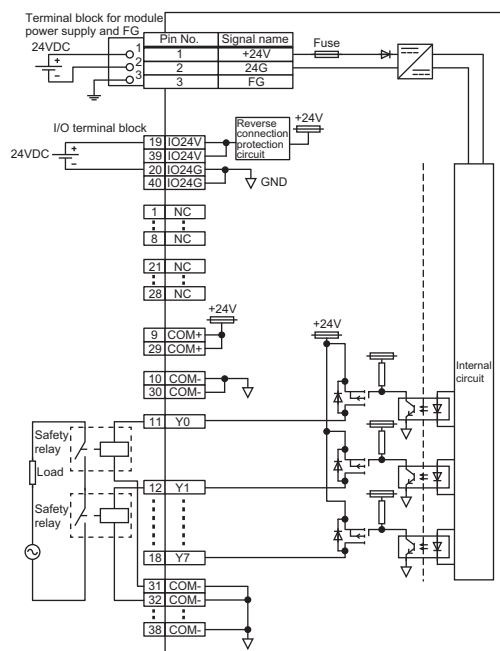 Terminal block for module
power supply and FG
24VDC
+
−
1
2
3
Pin No. Signal name
1 +24V
2 24G
3 FG
Fuse
I/O terminal block
24VDC
+
−
19 IO24V
39 IO24V
20 IO24G
40 IO24G
Reverse
connection
protection
circuit
+24V
GND
1 NC
8 NC
21 NC
28 NC
+24V
9 COM+
29 COM+
10 COM-
30 COM-
+24V
Internal
circuit
11 Y0
Safety
relay
Load
12 Y1
Safety
relay
18 Y7
31 COM-
32 COM-
38 COM-